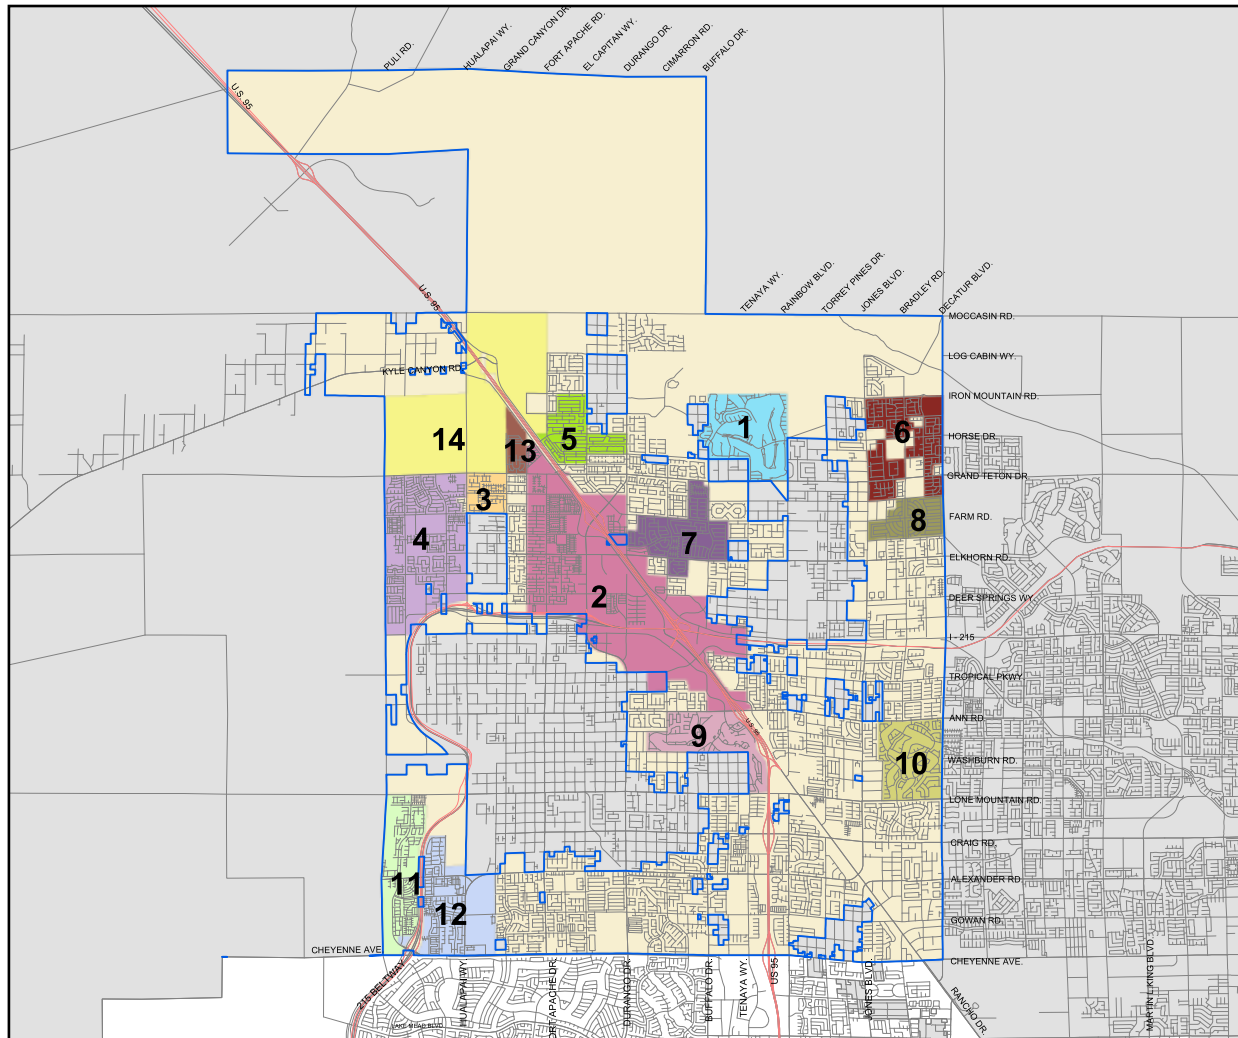 PULI RD.
HUALAPAI WY.
GRAND CANYON DR.
FORT APACHE RD.
EL CAPITAN WY.
DURANGO DR.
CIMARRON RD.
BUFFALO DR.
U.S. 95
U.S. 95
TENAYA WY.
RAINBOW BLVD.
TORREY PINES DR.
JONES BLVD.
BRADLEY RD.
DECATUR BLVD.
MOCCASIN RD.
LOG CABIN WY.
KYLE CANYON RD.
IRON MOUNTAIN RD.
1
6
5
14
13
HORSE DR.
GRAND TETON DR.
3
8
FARM RD.
4
7
ELKHORN RD.
2
DEER SPRINGS WY.
I - 215
TROPICAL PKWY.
ANN RD.
U.S. 95
9
10
WASHBURN RD.
LONE MOUNTAIN RD.
CRAIG RD.
11
ALEXANDER RD.
12
GOWAN RD.
CHEYENNE AVE.
CHEYENNE AVE.
215 BELTWAY
HUALAPAI WY.
FORT APACHE DR.
DURANGO DR.
BUFFALO DR.
TENAYA WY.
US 95
JONES BLVD.
RANCHO DR.
MARTIN L KING BLVD.
LAKE MEAD BLVD.